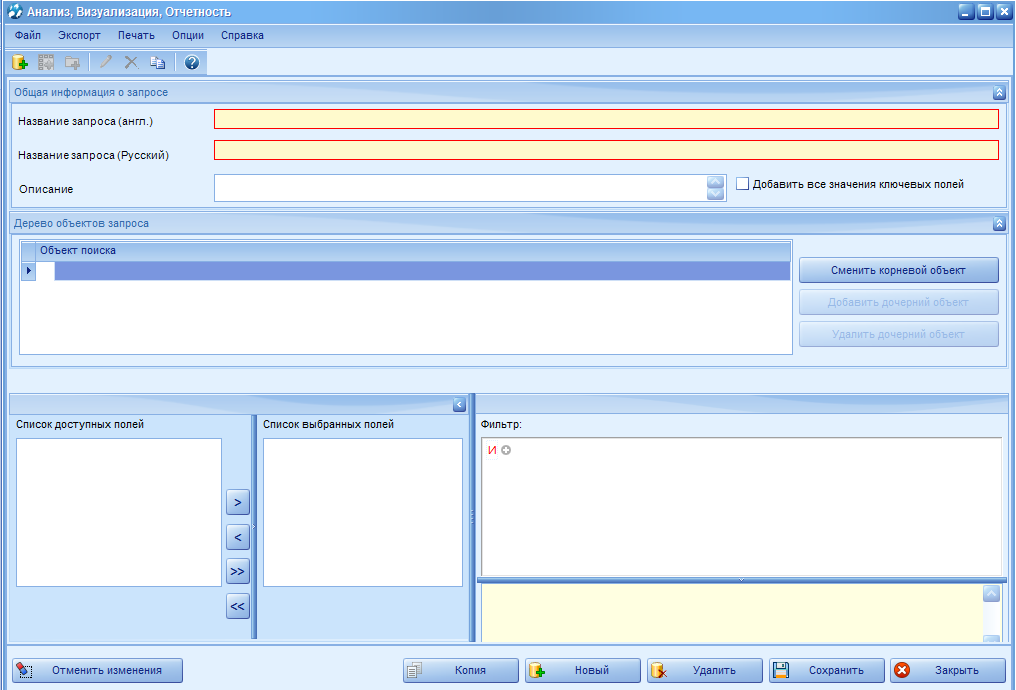 Анализ, Визуализация, Отчетность
Файл Экспорт Печать Опции Справка
Общая информация о запросе
Название запроса (англ.)
Название запроса (Русский)
Описание
Добавить все значения ключевых полей
Дерево объектов запроса
Объект поиска
Сменить корневой объект
Добавить дочерний объект
Удалить дочерний объект
Список доступных полей
Список выбранных полей
Фильтр:
И
>
<
>>
<<
Отменить изменения Копия Новый Удалить Сохранить Закрыть